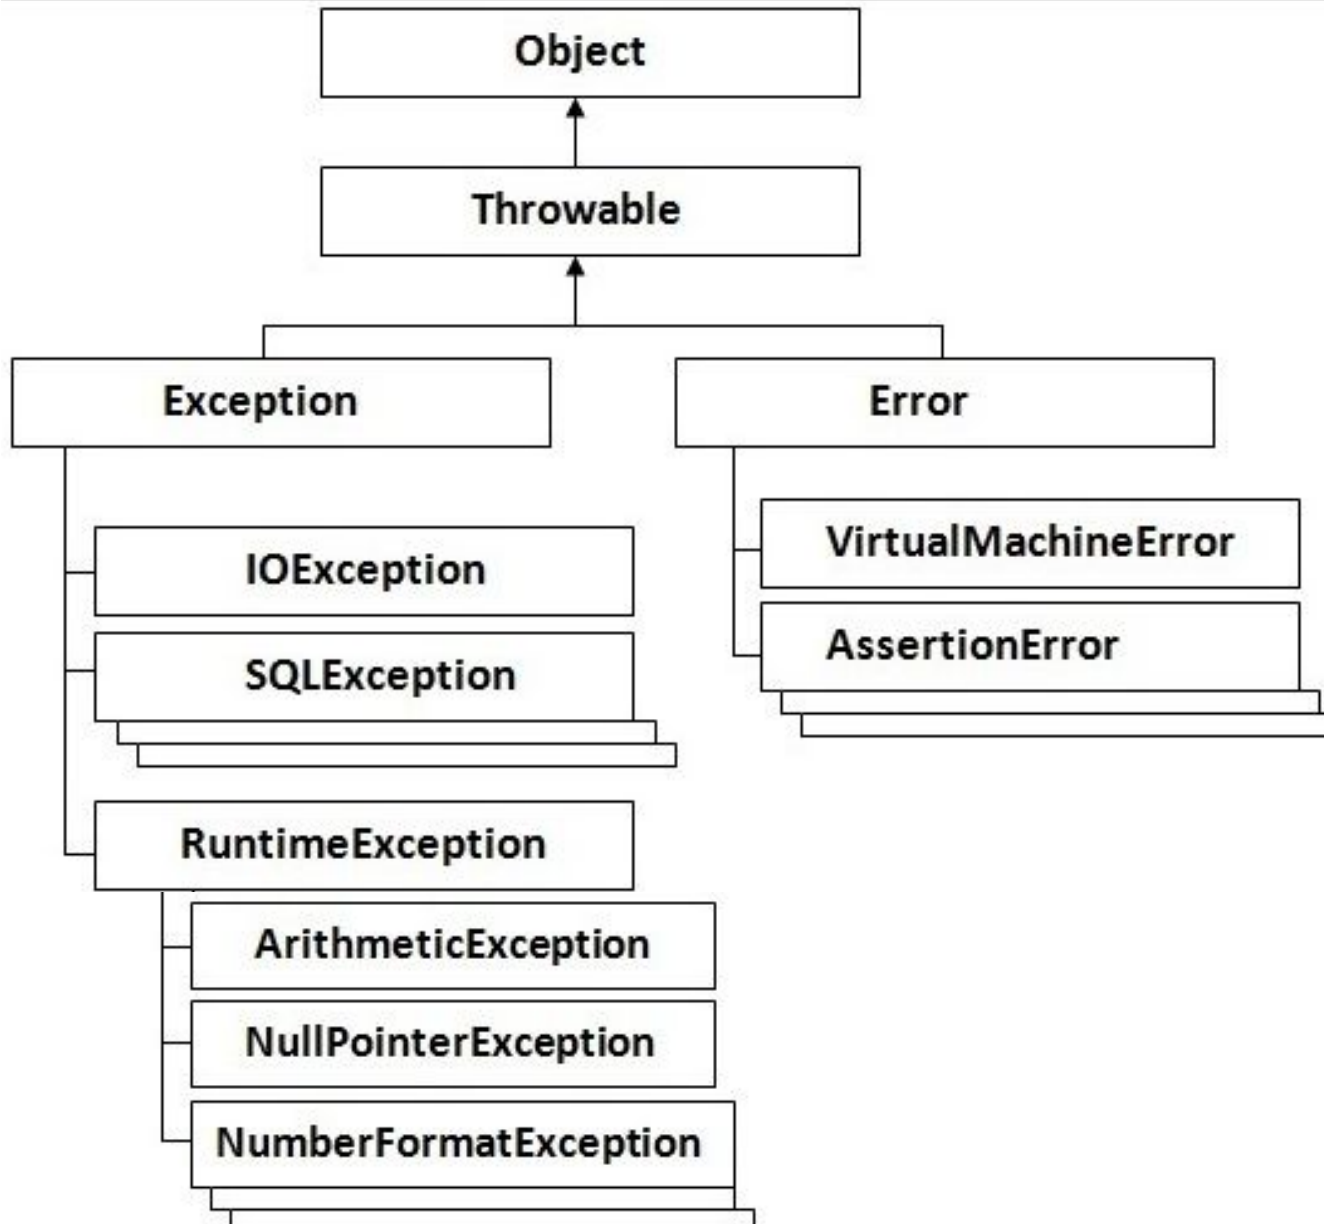 Object
Throwable
Exception
Error
IOException
SQLException
RuntimeException
ArithmeticException
NullPointerException
NumberFormatException
VirtualMachineError
AssertionError